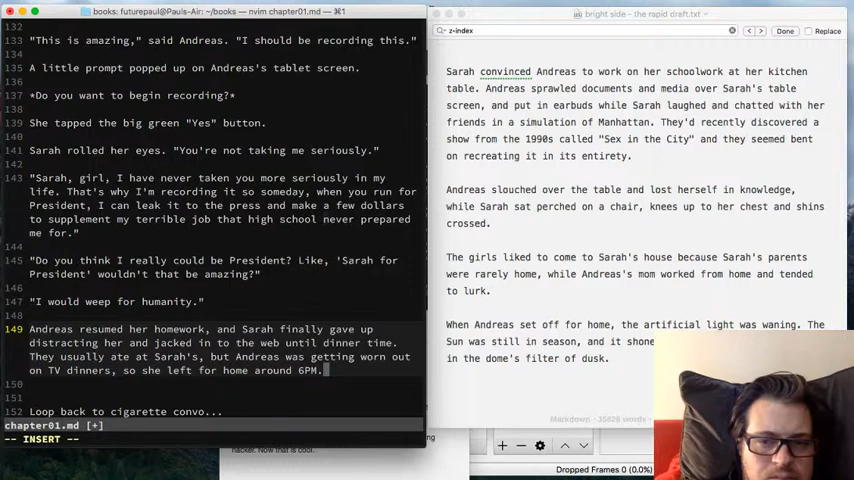 books: futurepaul@Pauls-Air: ~/books — nvim chapter01.md — ⌘1
132
133 "This is amazing," said Andreas. "I should be recording this."
134
135 A little prompt popped up on Andreas's tablet screen.
136
137 *Do you want to begin recording?*
138
139 She tapped the big green "Yes" button.
140
141 Sarah rolled her eyes. "You're not taking me seriously."
142
143 "Sarah, girl, I have never taken you more seriously in my
life. That's why I'm recording it so someday, when you run for
President, I can leak it to the press and make a few dollars
to supplement my terrible job that high school never prepared
me for."
144
145 "Do you think I really could be President? Like, 'Sarah for
President' wouldn't that be amazing?"
146
147 "I would weep for humanity."
148
149 Andreas resumed her homework, and Sarah finally gave up
distracting her and jacked in to the web until dinner time.
They usually ate at Sarah's, but Andreas was getting worn out
on TV dinners, so she left for home around 6PM.
150
151
152 Loop back to cigarette convo...
chapter01.md [+]
-- INSERT --
hacker. Now that is cool.
bright side - the rapid draft.txt
z-index
Done
Replace
Sarah convinced Andreas to work on her schoolwork at her kitchen
table. Andreas sprawled documents and media over Sarah's table
screen, and put in earbuds while Sarah laughed and chatted with her
friends in a simulation of Manhattan. They'd recently discovered a
show from the 1990s called "Sex in the City" and they seemed bent
on recreating it in its entirety.
Andreas slouched over the table and lost herself in knowledge,
while Sarah sat perched on a chair, knees up to her chest and shins
crossed.
The girls liked to come to Sarah's house because Sarah's parents
were rarely home, while Andreas's mom worked from home and tended
to lurk.
When Andreas set off for home, the artificial light was waning. The
Sun was still in season, and it shone
in the dome's filter of dusk.
Markdown
words
Dropped Frames 0 (0.0%)